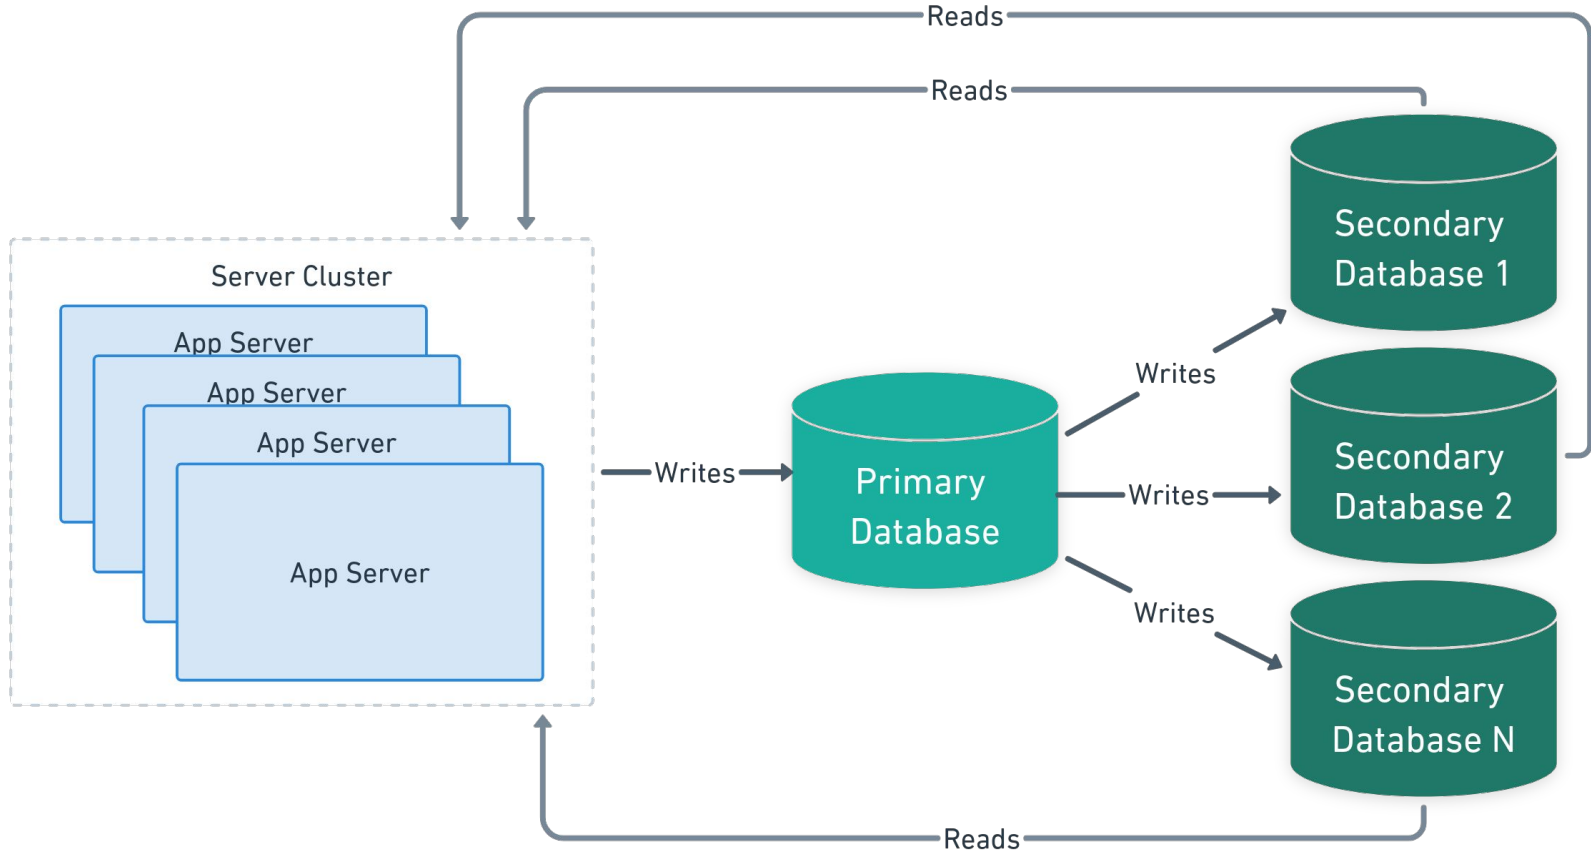 Reads
Reads
Secondary
Database 1
Server Cluster
App Server
App Server
App Server
App Server
Writes
Primary
Database
Writes
Writes
Writes
Secondary
Database 2
Secondary
Database N
Reads